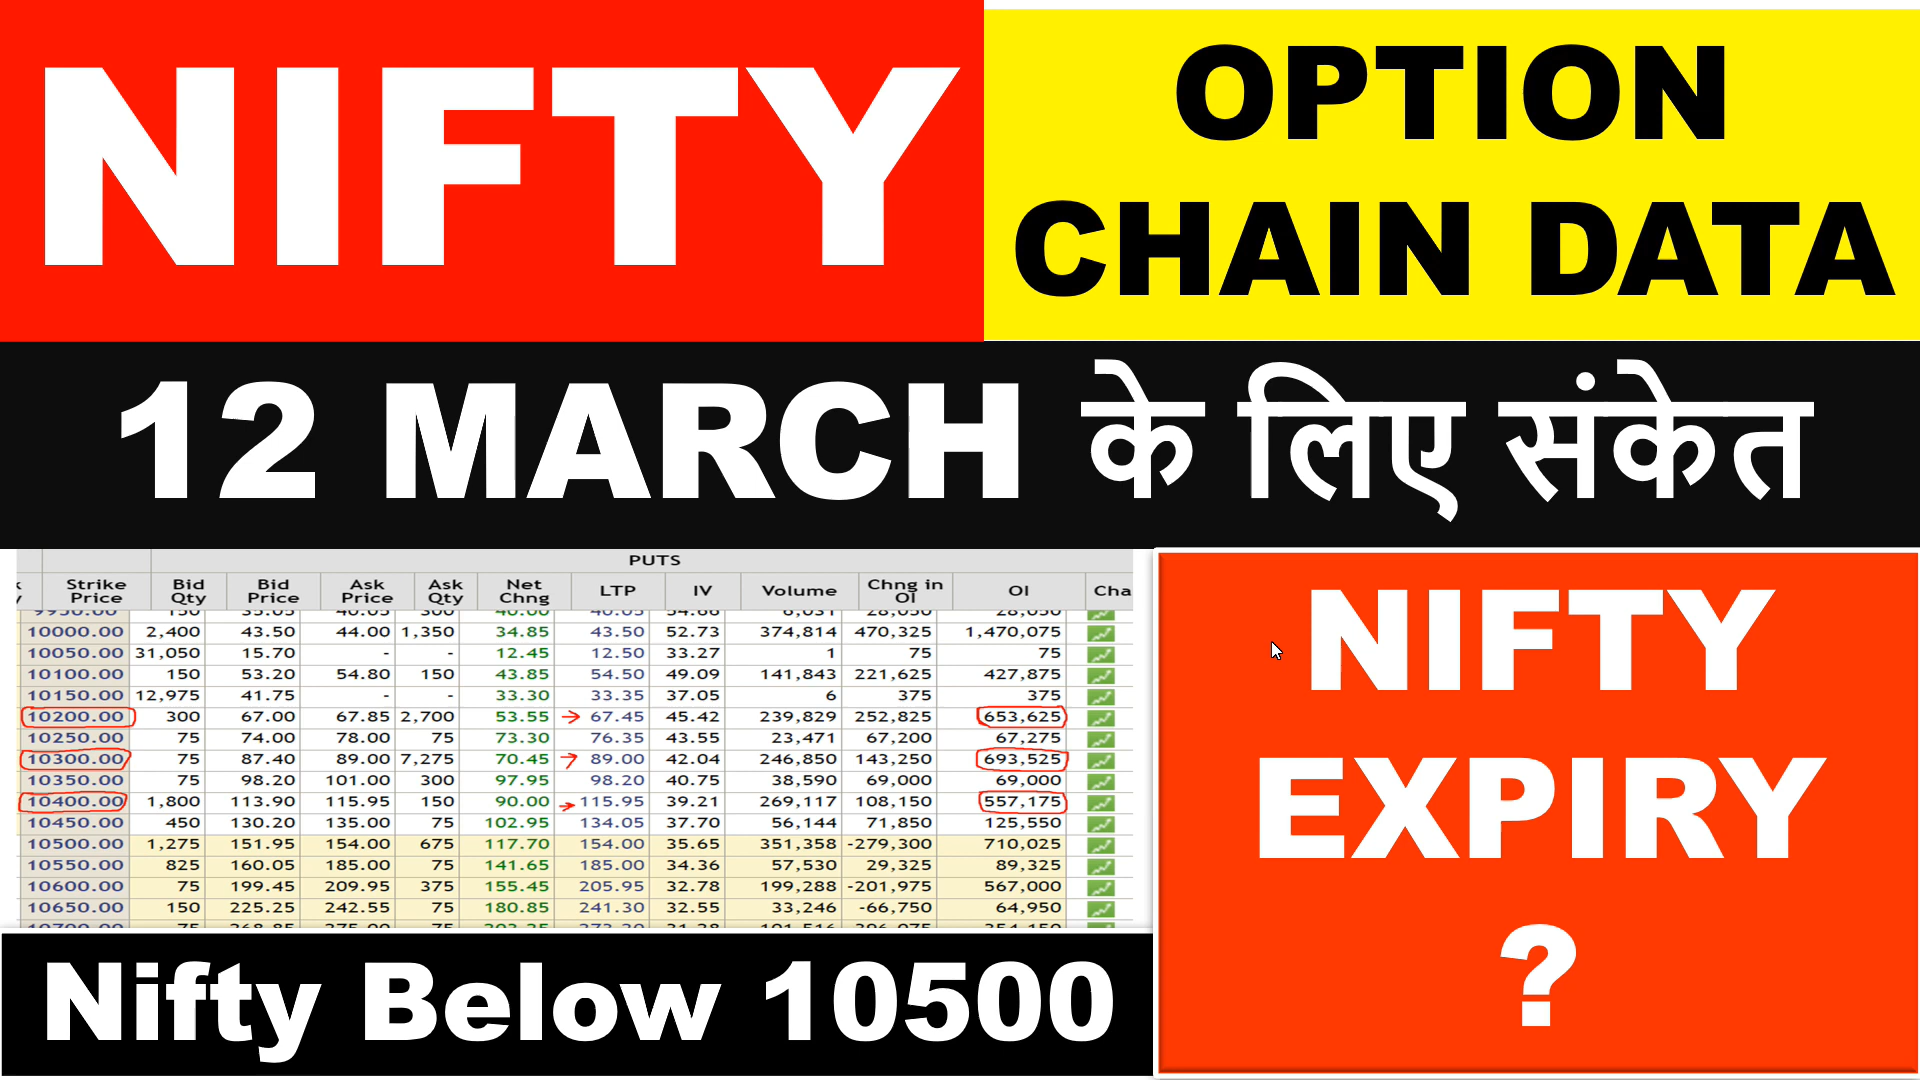 NIFTY
OPTION
CHAIN DATA
12 MARCH के लिए संकेत
PUTS
Strike Price Bid Qty Bid Price Ask Price Ask Qty Net Chng LTP IV Volume Chng in OI OI Cha
10000.00 2,400 43.50 44.00 1,350 34.85 43.50 52.73 374,814 470,325 1,470,075
10050.00 31,050 15.70 - - 12.45 12.50 33.27 1 75 75
10100.00 150 53.20 54.80 150 43.85 54.50 49.09 141,843 221,625 427,875
10150.00 12,975 41.75 - - 33.30 33.35 37.05 6 375 375
10200.00 300 67.00 67.85 2,700 53.55 67.45 45.42 239,829 252,825 653,625
10250.00 75 74.00 78.00 75 73.30 76.35 43.55 23,471 67,200 67,275
10300.00 75 87.40 89.00 7,275 70.45 89.00 42.04 246,850 143,250 693,525
10350.00 75 98.20 101.00 300 97.95 98.20 40.75 38,590 69,000 69,000
10400.00 1,800 113.90 115.95 150 90.00 115.95 39.21 269,117 108,150 557,175
10450.00 450 130.20 135.00 75 102.95 134.05 37.70 56,144 71,850 125,550
10500.00 1,275 151.95 154.00 675 117.70 154.00 35.65 351,358 -279,300 710,025
10550.00 825 160.05 185.00 75 141.65 185.00 34.36 57,530 29,325 89,325
10600.00 75 199.45 209.95 375 155.45 205.95 32.78 199,288 -201,975 567,000
10650.00 150 225.25 242.55 75 180.85 241.30 32.55 33,246 -66,750 64,950
Nifty Below 10500
NIFTY
EXPIRY
?